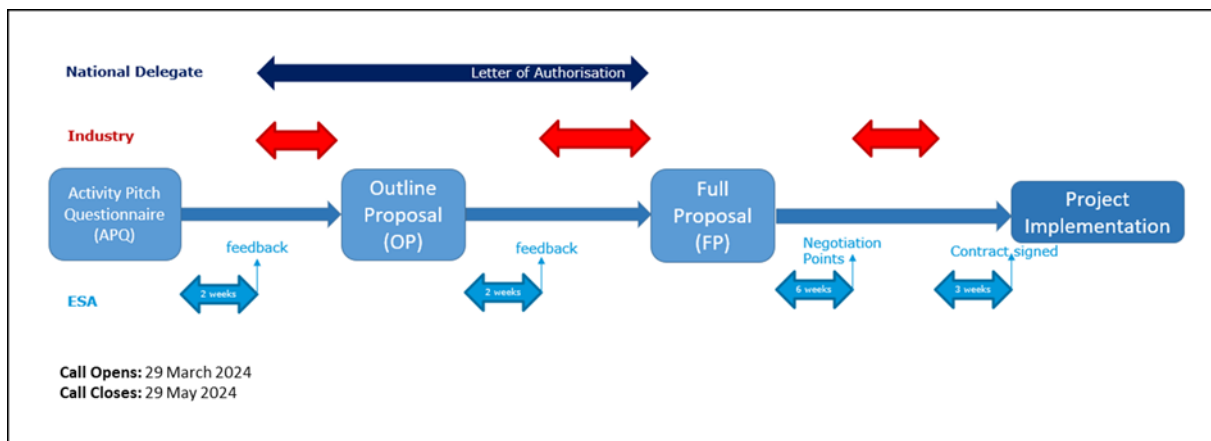 National Delegate
Letter of Authorisation
Industry
Activity Pitch
Questionnaire
(APQ)
Outline
Proposal
(OP)
Full
Proposal
(FP)
Project
Implementation
feedback
feedback
Negotiation
Points
Contract signed
ESA
2 weeks
2 weeks
6 weeks
3 weeks
Call Opens: 29 March 2024
Call Closes: 29 May 2024